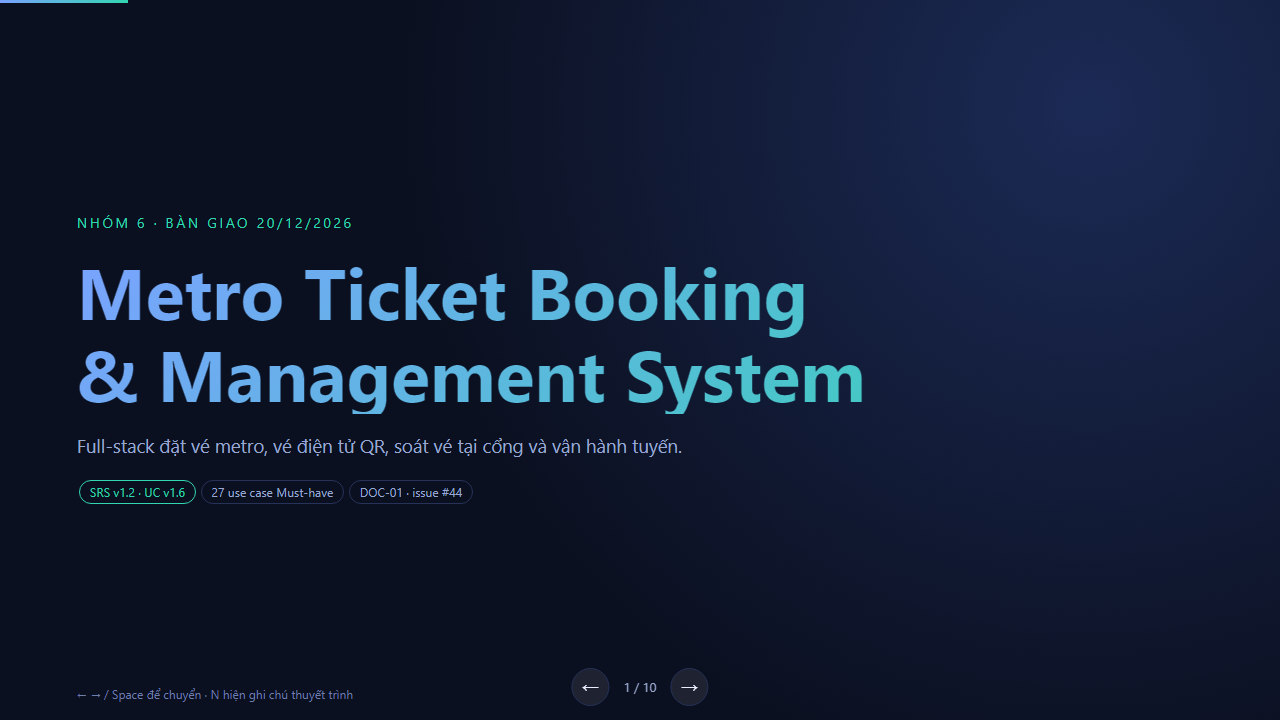 NHÓM 6 · BÀN GIAO 20/12/2026
Metro Ticket Booking
& Management System
Full-stack đặt vé metro, vé điện tử QR, soát vé tại cổng và vận hành tuyến.
SRS v1.2 · UC v1.6 27 use case Must-have DOC-01 · issue #44
← → / Space để chuyển · N hiện ghi chú thuyết trình
← 1 / 10 →